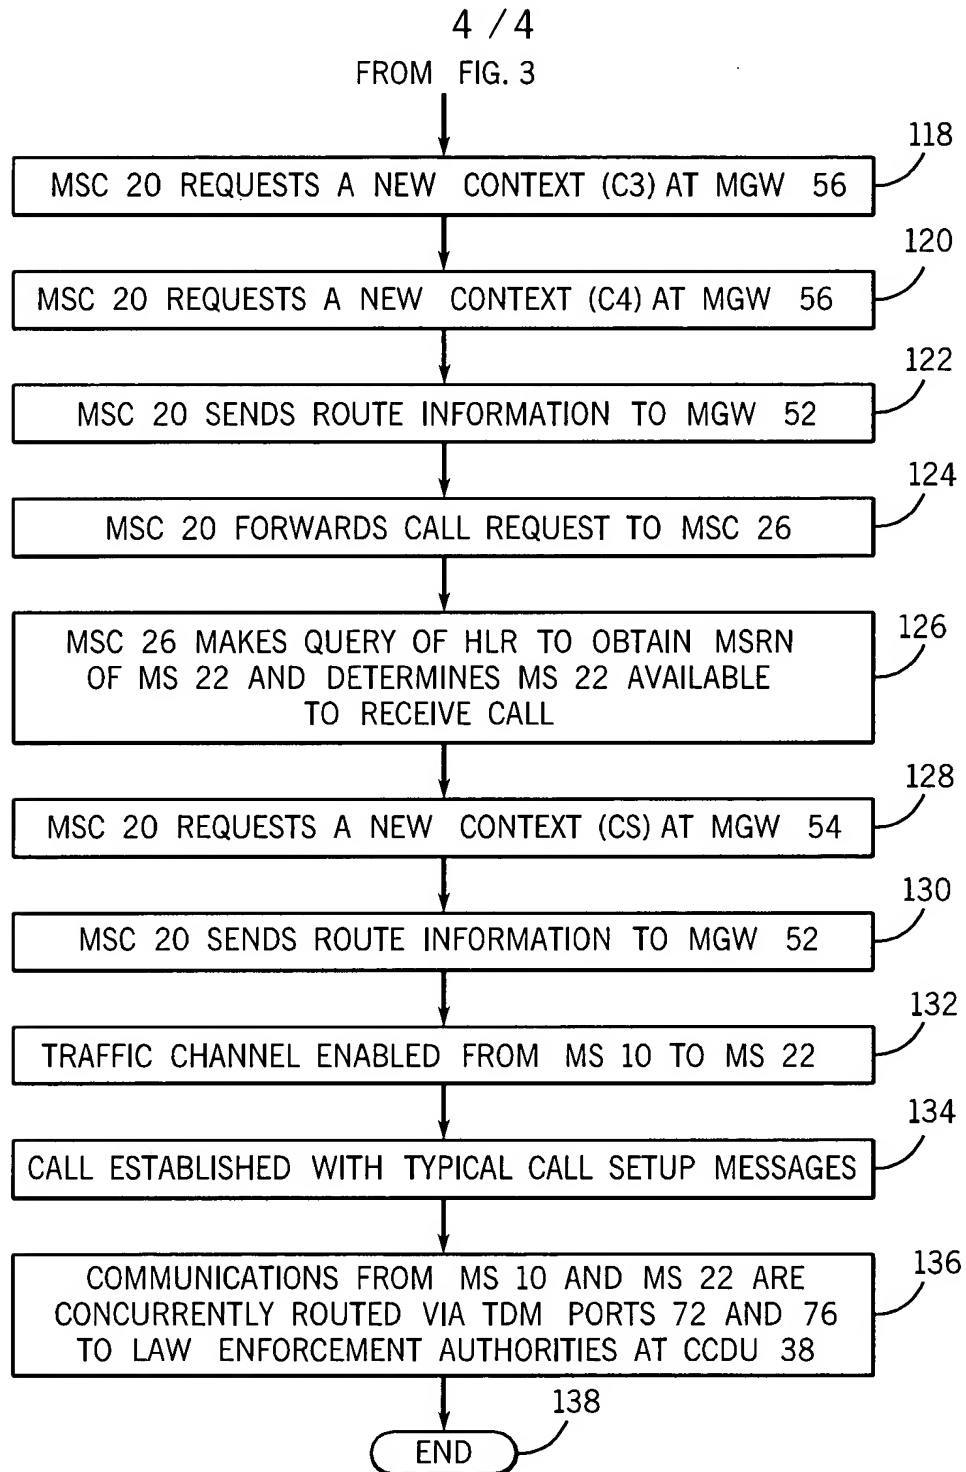 4 / 4
FROM FIG. 3
118
MSC 20 REQUESTS A NEW CONTEXT (C3) AT MGW 56
120
MSC 20 REQUESTS A NEW CONTEXT (C4) AT MGW 56
122
MSC 20 SENDS ROUTE INFORMATION TO MGW 52
124
MSC 20 FORWARDS CALL REQUEST TO MSC 26
126
MSC 26 MAKES QUERY OF HLR TO OBTAIN MSRN
OF MS 22 AND DETERMINES MS 22 AVAILABLE
TO RECEIVE CALL
128
MSC 20 REQUESTS A NEW CONTEXT (CS) AT MGW 54
130
MSC 20 SENDS ROUTE INFORMATION TO MGW 52
132
TRAFFIC CHANNEL ENABLED FROM MS 10 TO MS 22
134
CALL ESTABLISHED WITH TYPICAL CALL SETUP MESSAGES
136
COMMUNICATIONS FROM MS 10 AND MS 22 ARE
CONCURRENTLY ROUTED VIA TDM PORTS 72 AND 76
TO LAW ENFORCEMENT AUTHORITIES AT CCDU 38
138
END